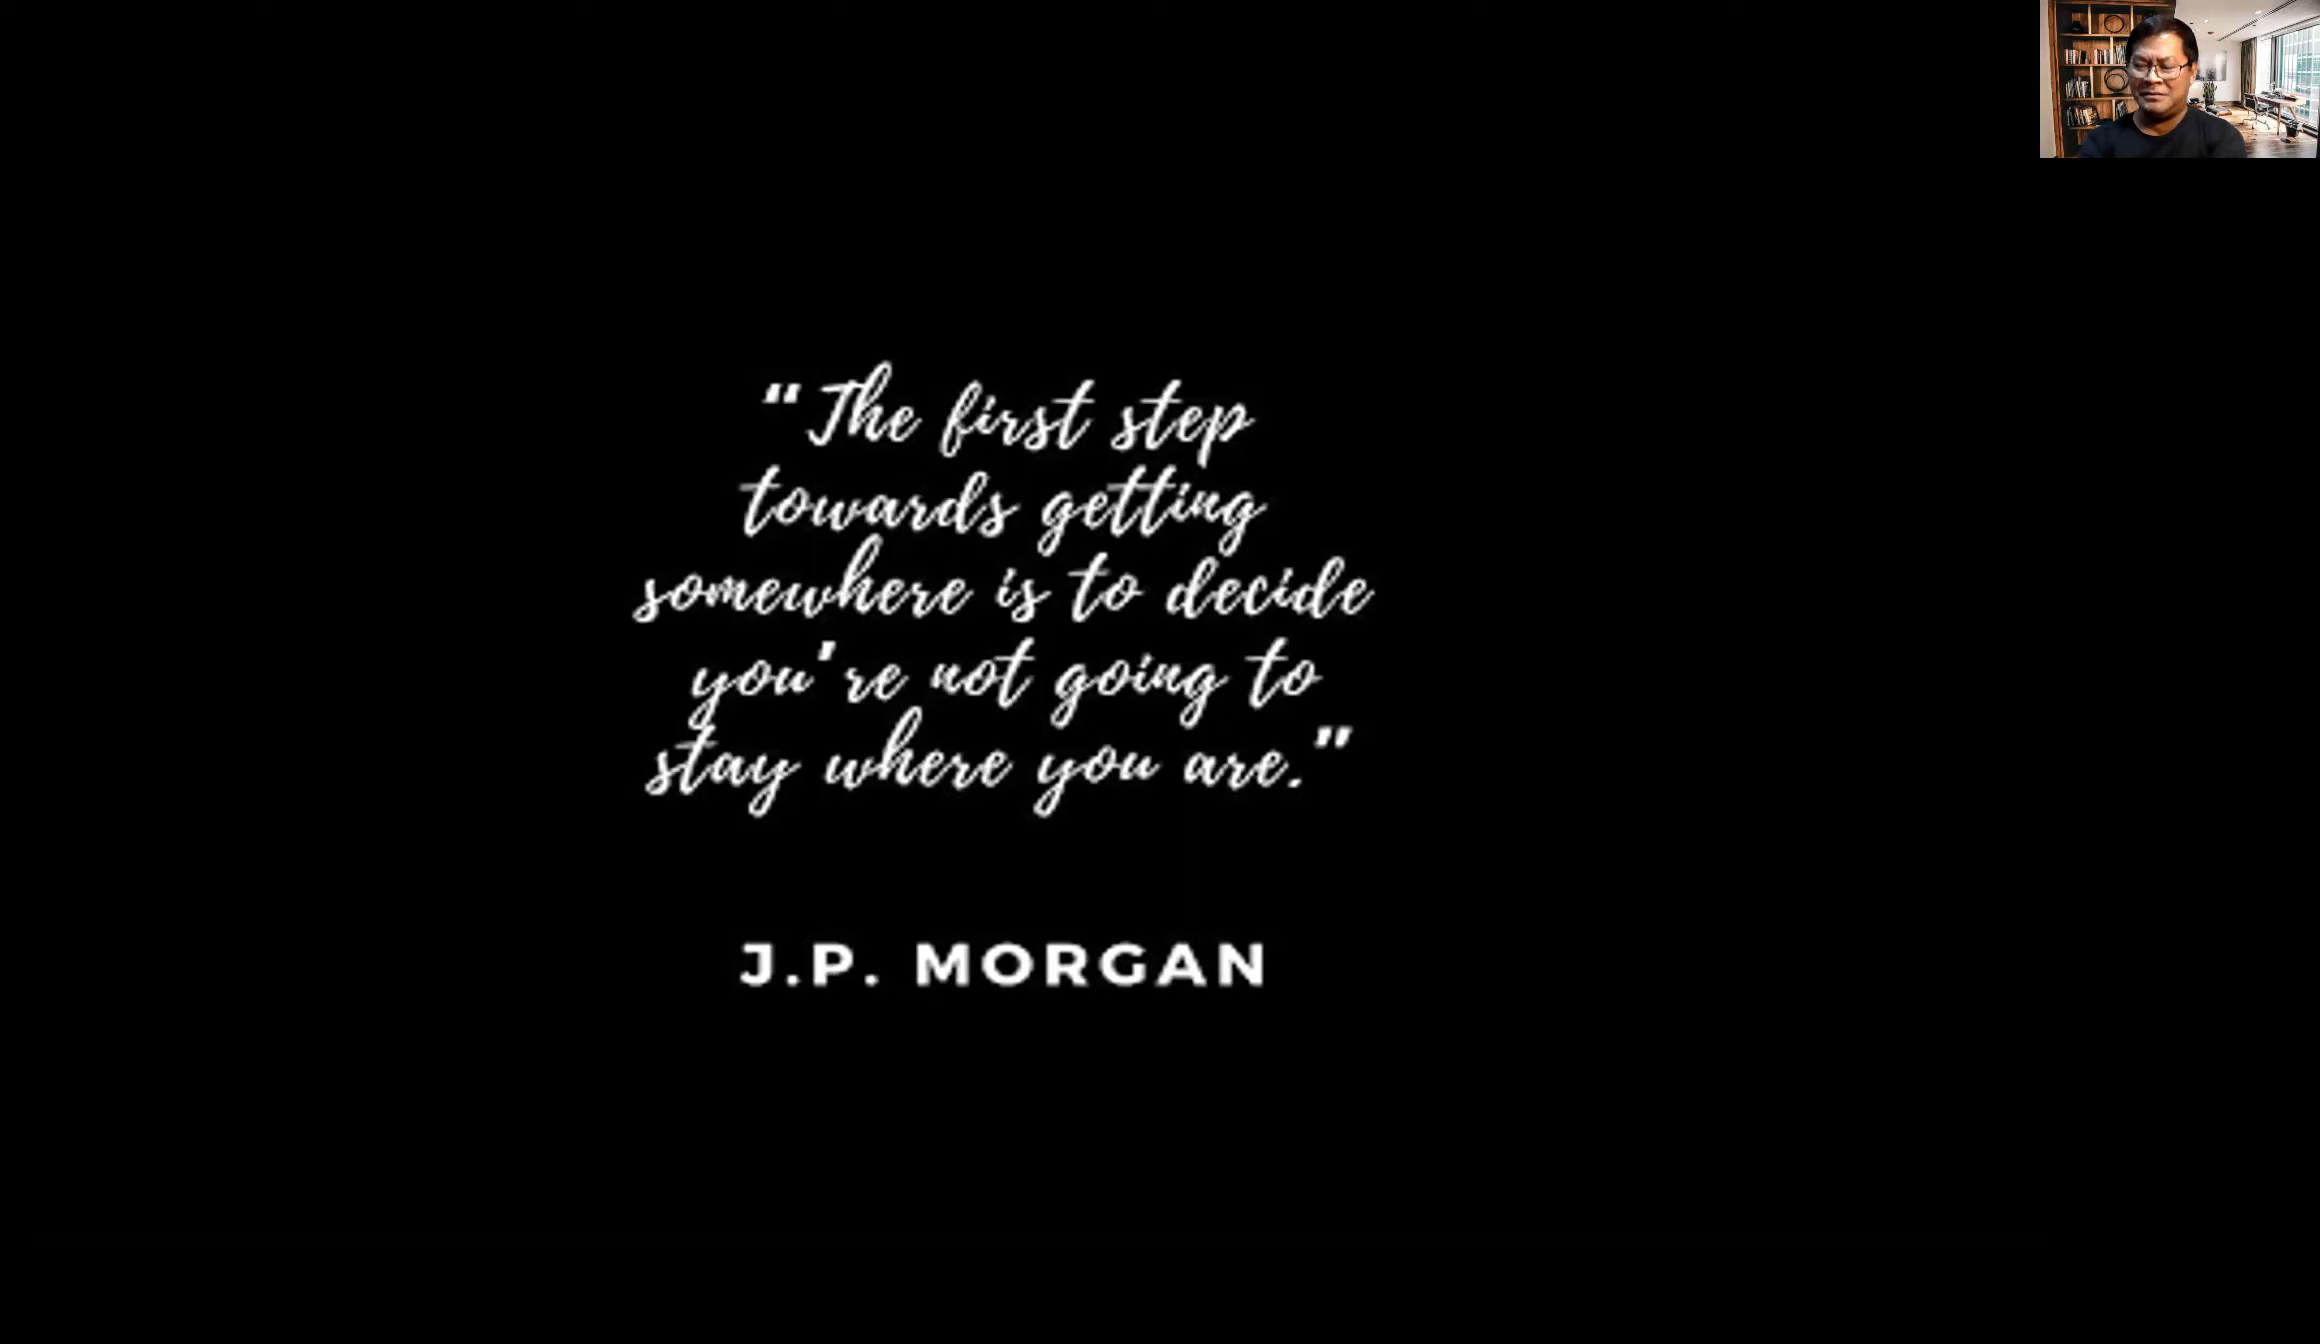 “The first step
towards getting
somewhere is to decide
you're not going to
stay where you are.”
J.P. MORGAN